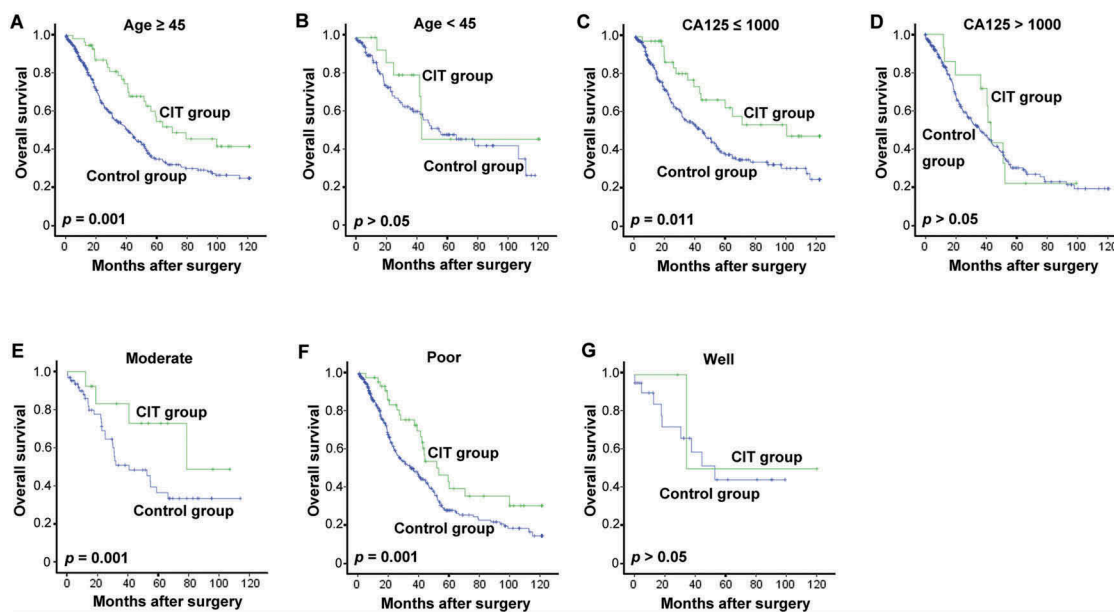 A
Age ≥ 45
Overall survival
1.0
0.8
0.6
0.4
0.2
0
CIT group
Control group
p = 0.001
0 20 40 60 80 100 120
Months after surgery
B
Age < 45
Overall survival
1.0
0.8
0.6
0.4
0.2
0
CIT group
Control group
p > 0.05
0 20 40 60 80 100 120
Months after surgery
C
CA125 ≤ 1000
Overall survival
1.0
0.8
0.6
0.4
0.2
0
CIT group
Control group
p = 0.011
0 20 40 60 80 100 120
Months after surgery
D
CA125 > 1000
Overall survival
1.0
0.8
0.6
0.4
0.2
0
CIT group
Control
group
p > 0.05
0 20 40 60 80 100 120
Months after surgery
E
Moderate
Overall survival
1.0
0.8
0.6
0.4
0.2
0
CIT group
Control group
p = 0.001
0 20 40 60 80 100 120
Months after surgery
F
Poor
Overall survival
1.0
0.8
0.6
0.4
0.2
0
CIT group
Control group
p = 0.001
0 20 40 60 80 100 121
Months after surgery
G
Well
Overall survival
1.0
0.8
0.6
0.4
0.2
0
CIT group
Control group
p > 0.05
0 20 40 60 80 100 120
Months after surgery